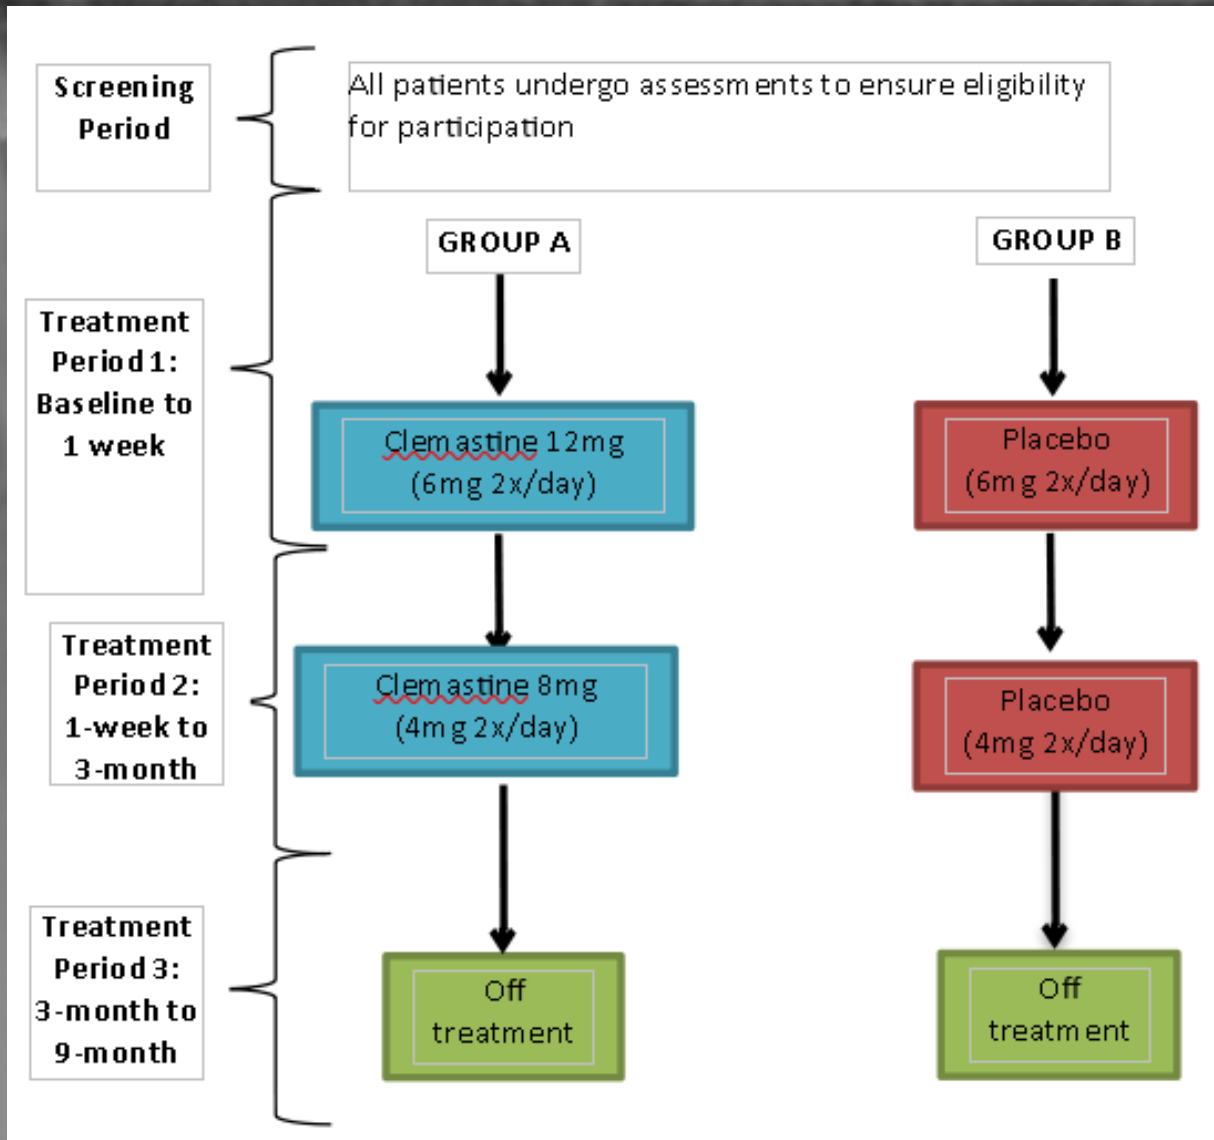 Screening
Period
All patients undergo assessments to ensure eligibility
for participation
GROUP A
GROUP B
Treatment
Period 1:
Baseline to
1 week
Clemastine 12mg
(6mg 2x/day)
Placebo
(6mg 2x/day)
Treatment
Period 2:
1-week to
3-month
Clemastine 8mg
(4mg 2x/day)
Placebo
(4mg 2x/day)
Treatment
Period 3:
3-month to
9-month
Off
treatment
Off
treatment